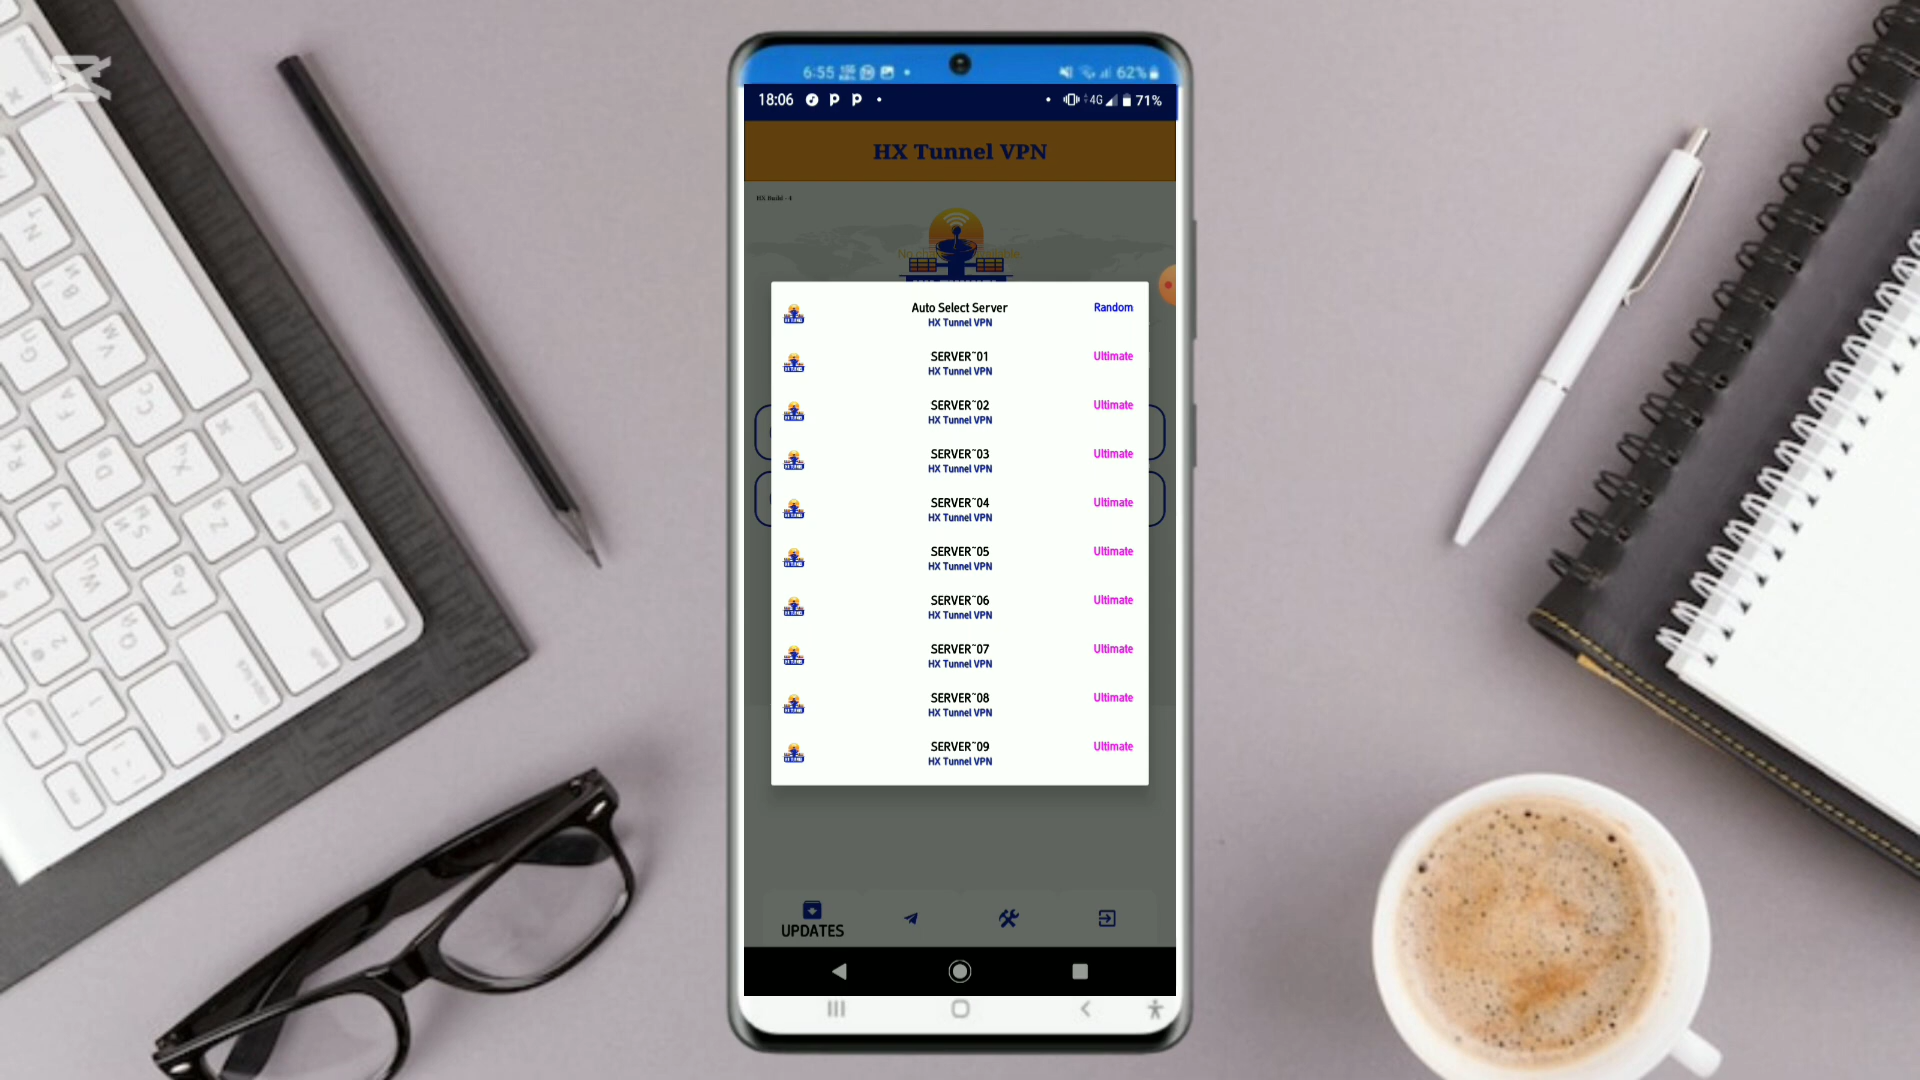 6:55
62%
18:06
4G
71%
HX Tunnel VPN
HX Build - 1
Auto Select Server
Random
HX Tunnel VPN
SERVER~01
Ultimate
HX Tunnel VPN
SERVER~02
Ultimate
HX Tunnel VPN
SERVER~03
Ultimate
HX Tunnel VPN
SERVER~04
Ultimate
HX Tunnel VPN
SERVER~05
Ultimate
HX Tunnel VPN
SERVER~06
Ultimate
HX Tunnel VPN
SERVER~07
Ultimate
HX Tunnel VPN
SERVER~08
Ultimate
HX Tunnel VPN
SERVER~09
Ultimate
HX Tunnel VPN
UPDATES